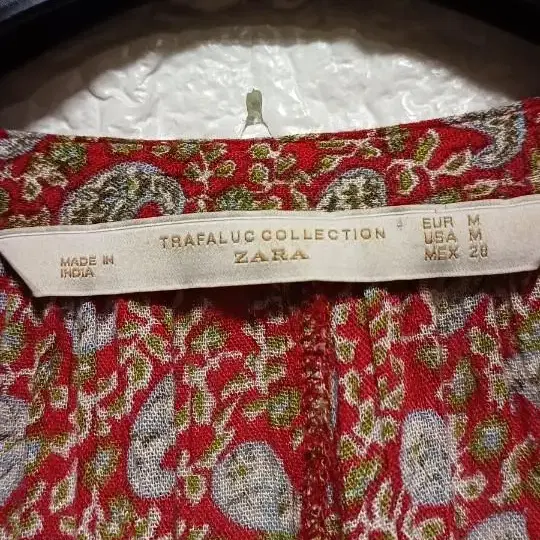 MADE IN
INDIA
TRAFALUC COLLECTION
ZARA
EUR M
USA M
MEX 28